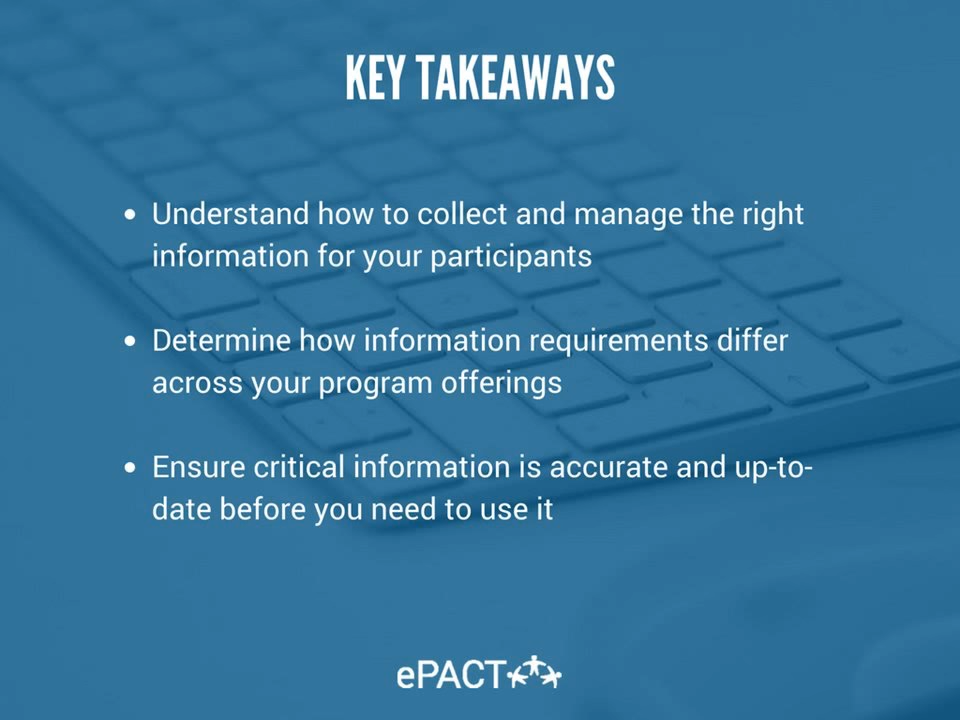 KEY TAKEAWAYS
• Understand how to collect and manage the right
information for your participants
• Determine how information requirements differ
across your program offerings
• Ensure critical information is accurate and up-to-
date before you need to use it
ePACT